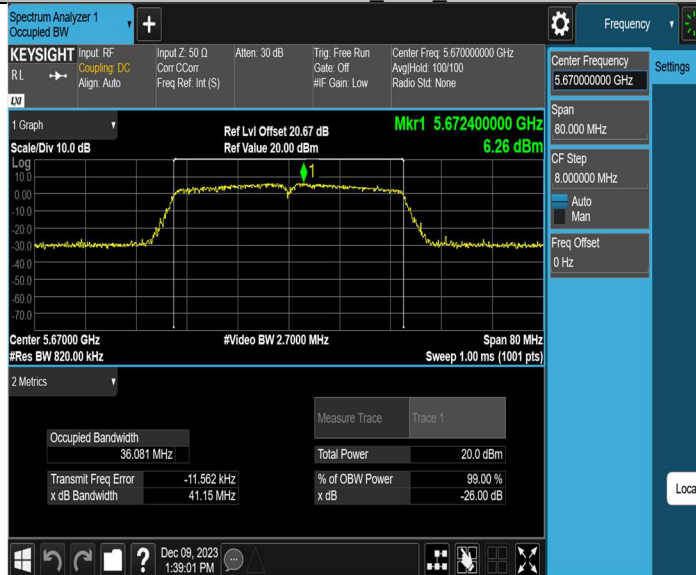 Spectrum Analyzer 1
Occupied BW
Frequency
KEYSIGHT
RL
LXI
Input: RF
Coupling: DC
Align: Auto
Input Z: 50 Ω
Corr CCorr
Freq Ref: Int (S)
Atten: 30 dB
Trig: Free Run
Gate: Off
#IF Gain: Low
Center Freq: 5.670000000 GHz
Avg|Hold: 100/100
Radio Std: None
Center Frequency
5.670000000 GHz
Settings
Span
80.000 MHz
CF Step
8.000000 MHz
Auto
Man
Freq Offset
0 Hz
1 Graph
Scale/Div 10.0 dB
Ref Lvl Offset 20.67 dB
Ref Value 20.00 dBm
Mkr1 5.672400000 GHz
6.26 dBm
Log
10.0
0.00
-10.0
-20.0
-30.0
-40.0
-50.0
-60.0
-70.0
1
Center 5.67000 GHz
#Res BW 820.00 kHz
#Video BW 2.7000 MHz
Span 80 MHz
Sweep 1.00 ms (1001 pts)
2 Metrics
Measure Trace
Trace 1
Occupied Bandwidth
36.081 MHz
Total Power
20.0 dBm
Transmit Freq Error
-11.562 kHz
% of OBW Power
99.00 %
x dB Bandwidth
41.15 MHz
x dB
-26.00 dB
Loca
?
Dec 09, 2023
1:39:01 PM